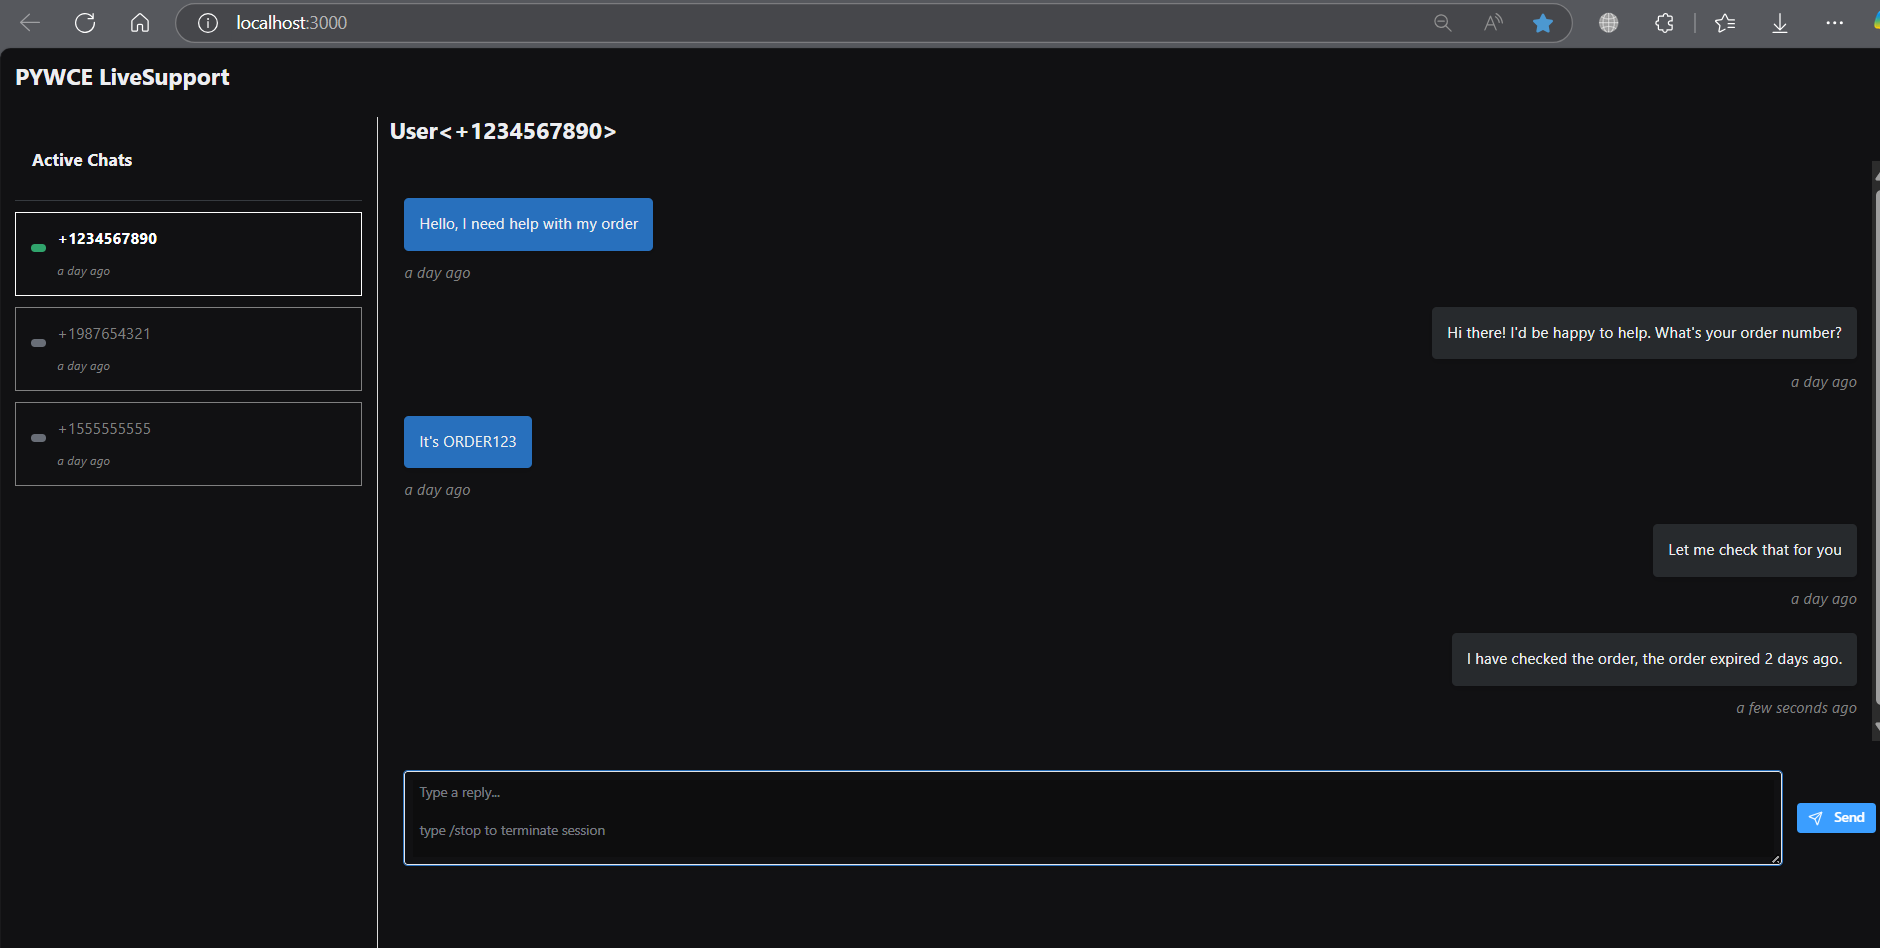 localhost:3000
PYWCE LiveSupport
Active Chats
+1234567890
a day ago
+1987654321
a day ago
+1555555555
a day ago
User<+1234567890>
Hello, I need help with my order
a day ago
Hi there! I'd be happy to help. What's your order number?
a day ago
It's ORDER123
a day ago
Let me check that for you
a day ago
I have checked the order, the order expired 2 days ago.
a few seconds ago
Type a reply...
type /stop to terminate session
Send